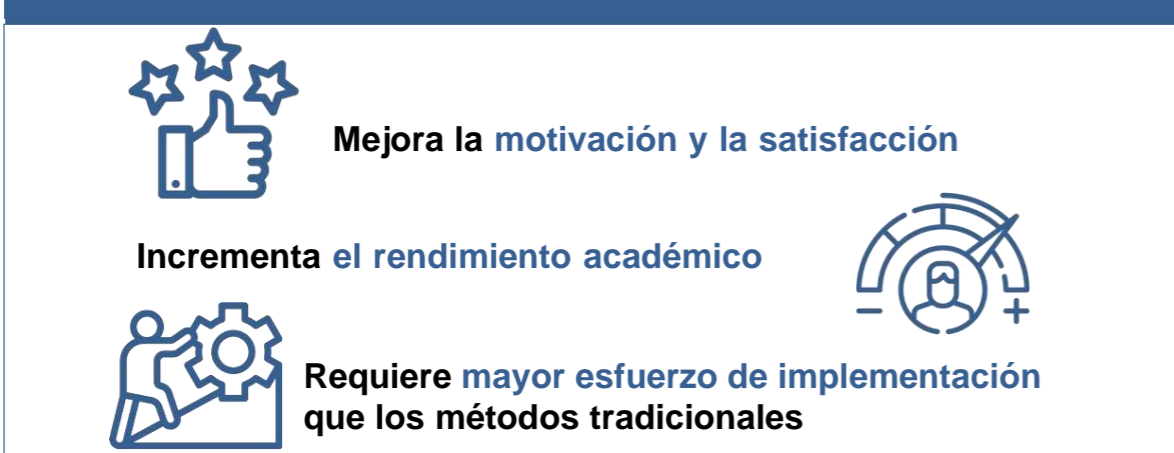 Mejora la motivación y la satisfacción
Incrementa el rendimiento académico
Requiere mayor esfuerzo de implementación
que los métodos tradicionales